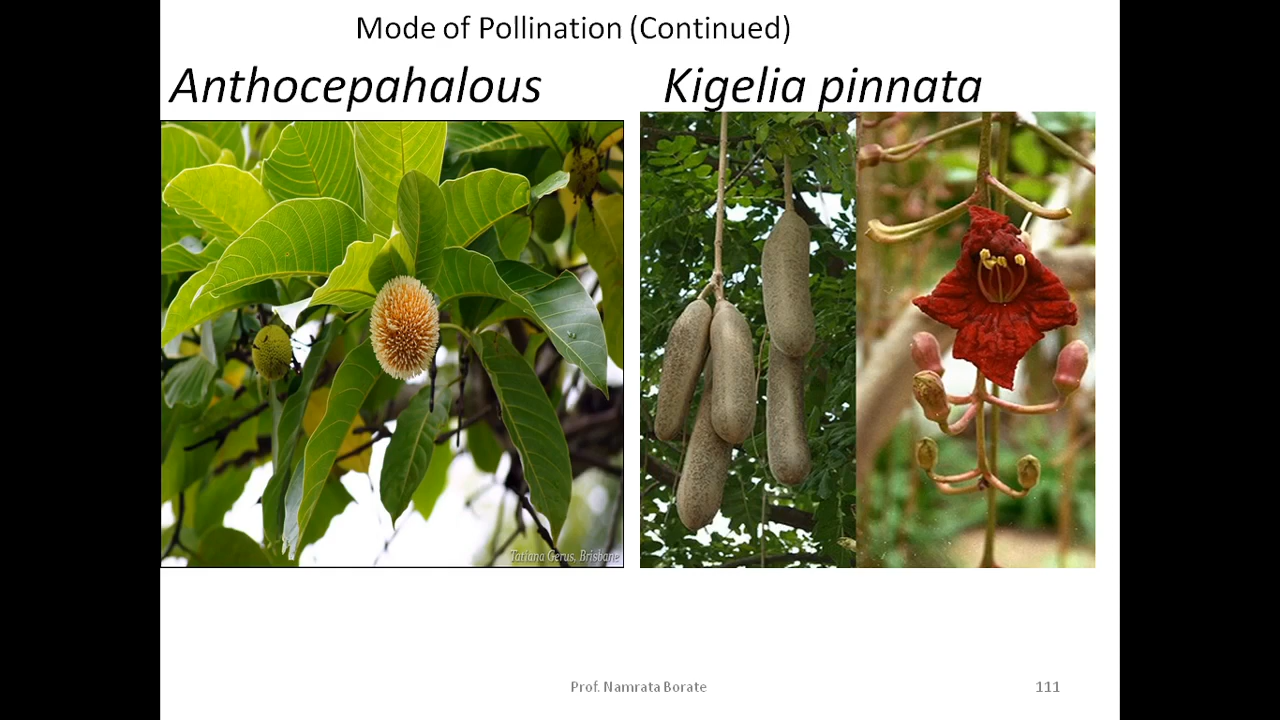 Mode of Pollination (Continued)
Anthocepahalous
Kigelia pinnata
Tatiana Gerus, Brisbane
Prof. Namrata Borate
111